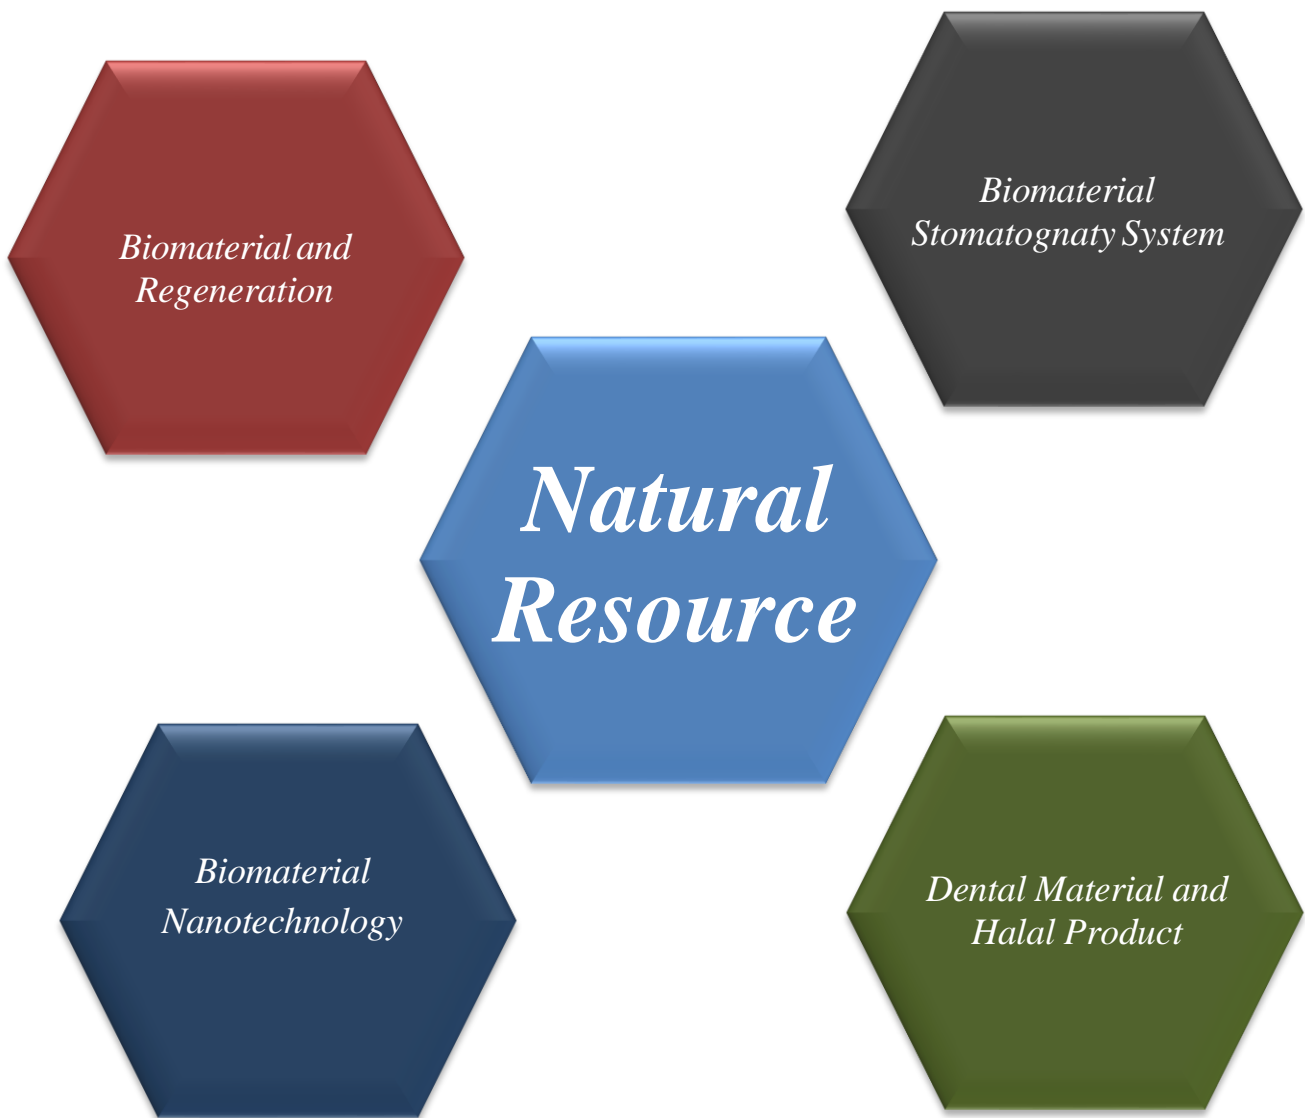 Biomaterial and
Regeneration
Biomaterial
Stomatognaty System
Natural
Resource
Biomaterial
Nanotechnology
Dental Material and
Halal Product